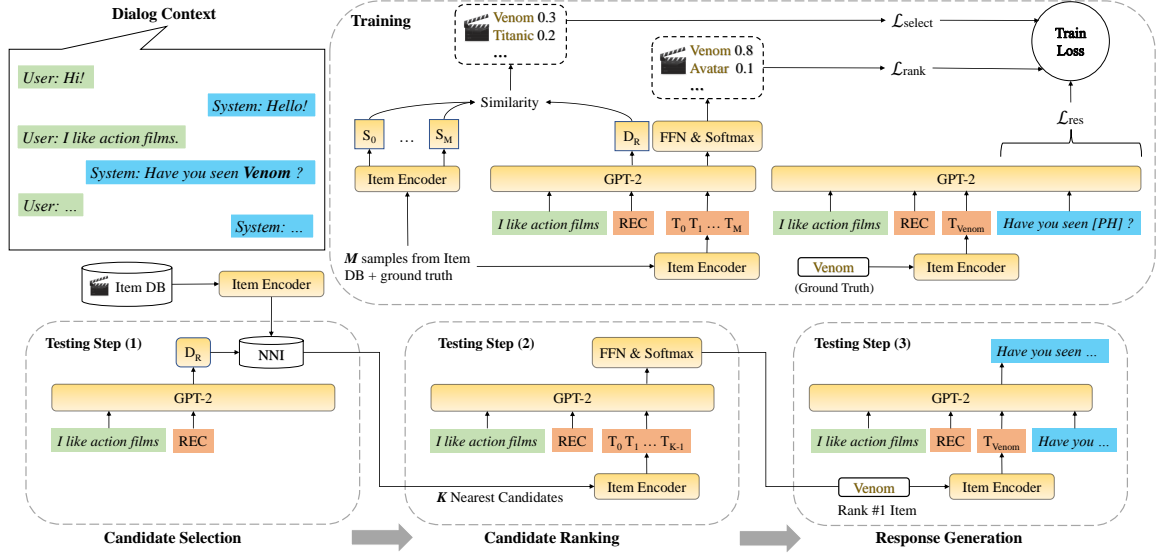 Dialog Context
User: Hi!
System: Hello!
User: I like action films.
System: Have you seen Venom ?
User: …
System: …
Training
Venom 0.3
Titanic 0.2
...
Venom 0.8
Avatar 0.1
...
ℒselect
ℒrank
Train
Loss
ℒres
Similarity
S0 … SM
DR
FFN & Softmax
Item Encoder
GPT-2
GPT-2
I like action films
REC
T0 T1 … TM
I like action films
REC
TVenom
Have you seen [PH] ?
M samples from Item
DB + ground truth
Item Encoder
Venom
(Ground Truth)
Item Encoder
Item DB
Item Encoder
Testing Step (1)
DR
NNI
GPT-2
I like action films
REC
Testing Step (2)
FFN & Softmax
GPT-2
I like action films
REC
T0 T1 … TK-1
K Nearest Candidates
Item Encoder
Testing Step (3)
Have you seen …
GPT-2
I like action films
REC
TVenom
Have you …
Venom
Rank #1 Item
Item Encoder
Candidate Selection
Candidate Ranking
Response Generation